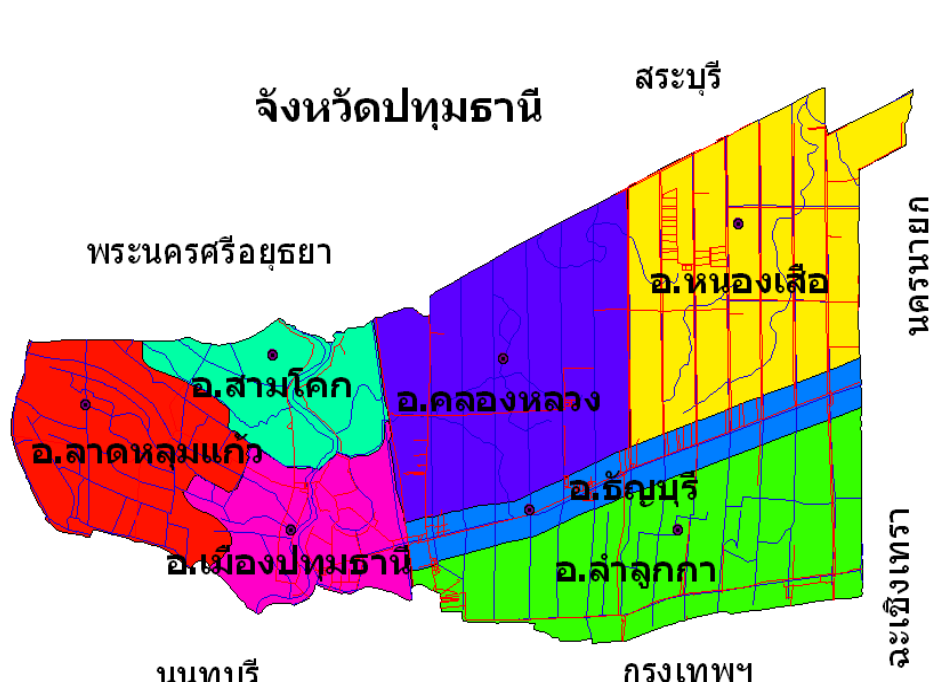 สระบุรี
จังหวัดปทุมธานี
พระนครศรีอยุธยา
นครนายก
อ.หนองเสือ
อ.สามโคก
อ.คลองหลวง
อ.ลาดหลุมแก้ว
อ.ธัญบุรี
อ.เมืองปทุมธานี
อ.ลำลูกกา
ฉะเชิงเทรา
นนทบุรี
กรุงเทพฯ